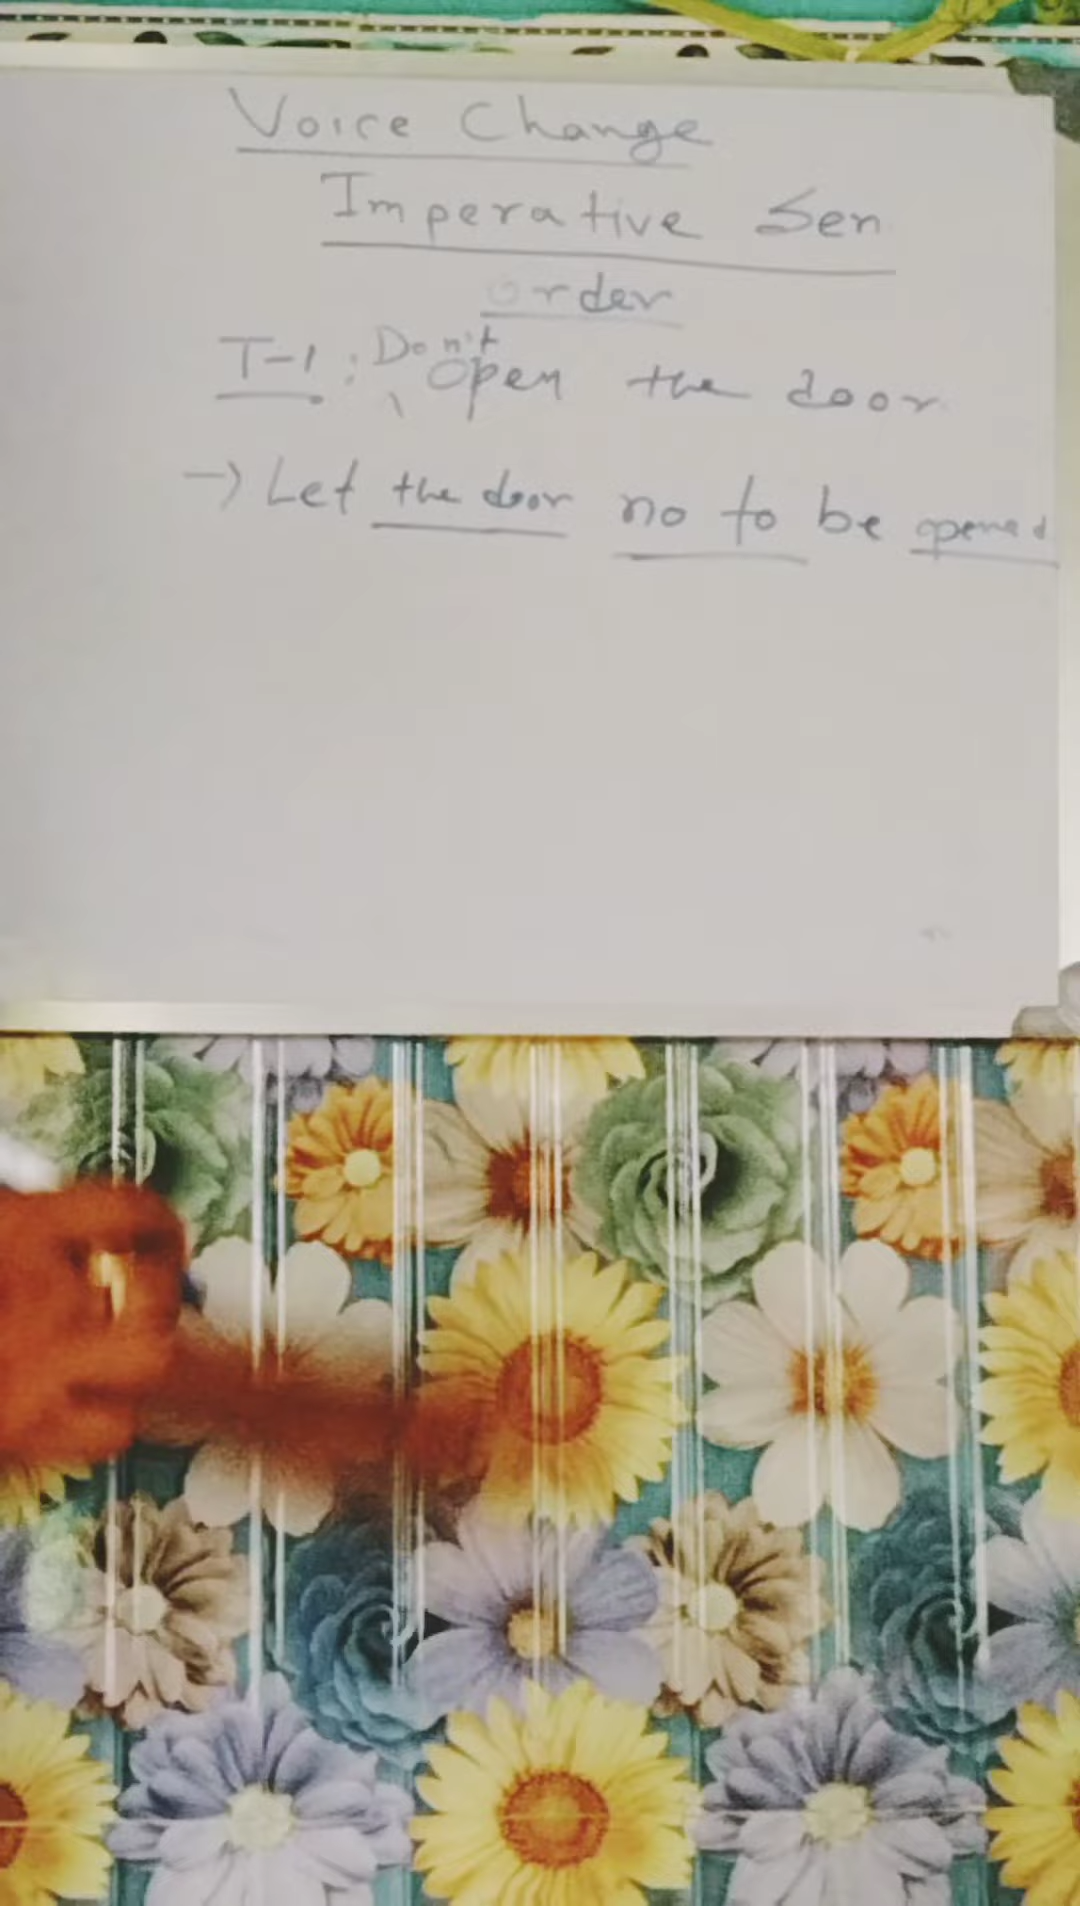 Voice Change
Imperative Sen
order
T-1 : Don't open the door
→ Let the door no to be opened